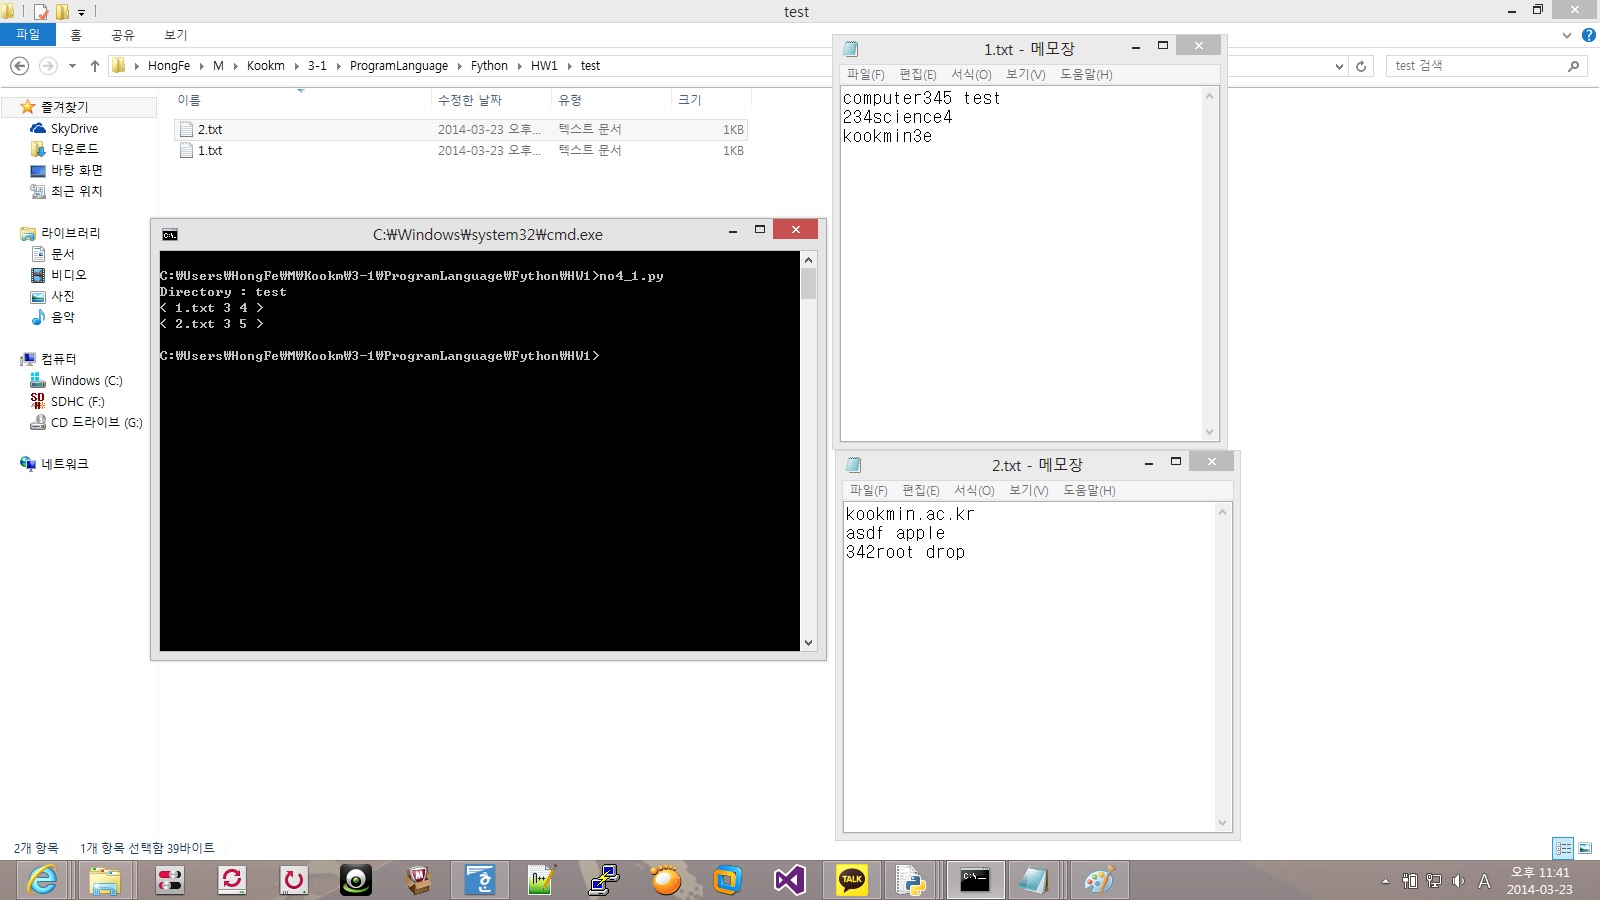 test
파일 홈 공유 보기
HongFe M Kookm 3-1 ProgramLanguage Fython HW1 test
test 검색
이름 수정한 날짜 유형 크기
2.txt 2014-03-23 오후... 텍스트 문서 1KB
1.txt 2014-03-23 오후... 텍스트 문서 1KB
즐겨찾기
SkyDrive
다운로드
바탕 화면
최근 위치
라이브러리
문서
비디오
사진
음악
컴퓨터
Windows (C:)
SDHC (F:)
CD 드라이브 (G:)
네트워크
C:₩Windows₩system32₩cmd.exe
C:₩Users₩HongFe₩M₩Kookm₩3-1₩ProgramLanguage₩Fython₩HW1>no4_1.py
Directory : test
< 1.txt 3 4 >
< 2.txt 3 5 >
C:₩Users₩HongFe₩M₩Kookm₩3-1₩ProgramLanguage₩Fython₩HW1>
1.txt - 메모장
파일(F) 편집(E) 서식(O) 보기(V) 도움말(H)
computer345 test
234science4
kookmin3e
2.txt - 메모장
파일(F) 편집(E) 서식(O) 보기(V) 도움말(H)
kookmin.ac.kr
asdf apple
342root drop
2개 항목 1개 항목 선택함 39바이트
TALK
A
오후 11:41
2014-03-23